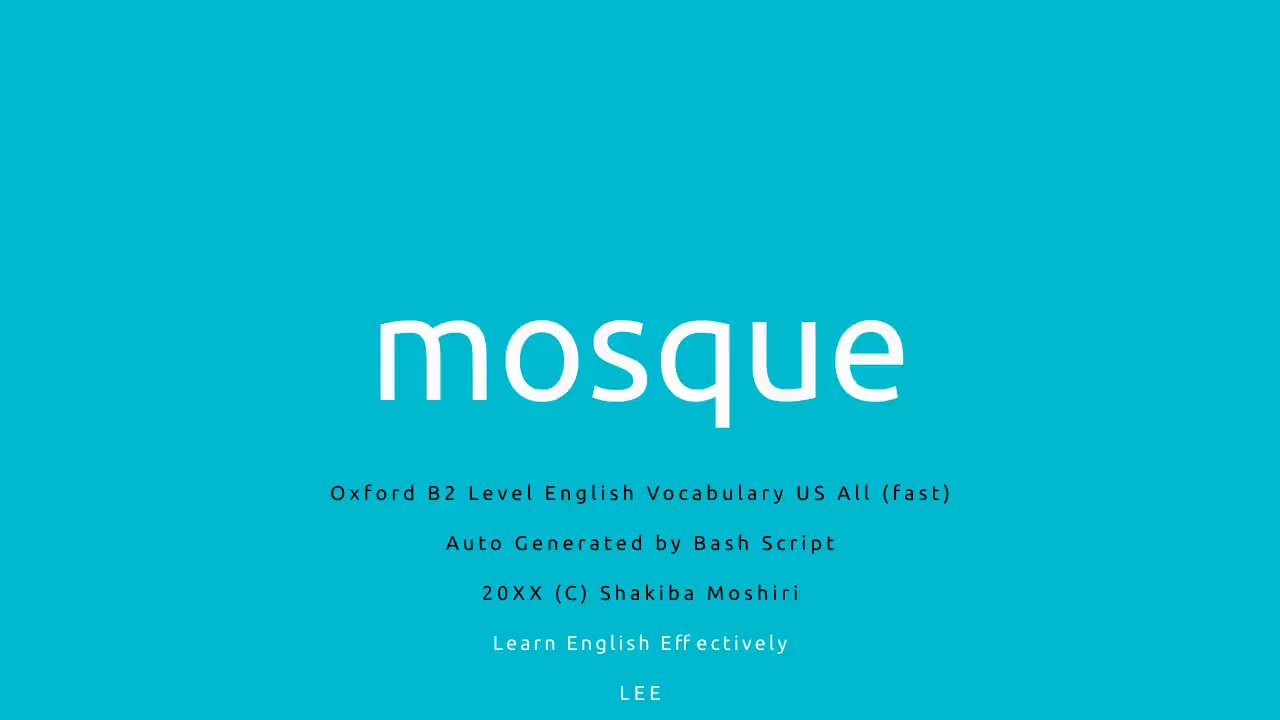 mosque
Oxford B2 Level English Vocabulary US All (fast)
Auto Generated by Bash Script
20XX (C) Shakiba Moshiri
Learn English Effectively
LEE